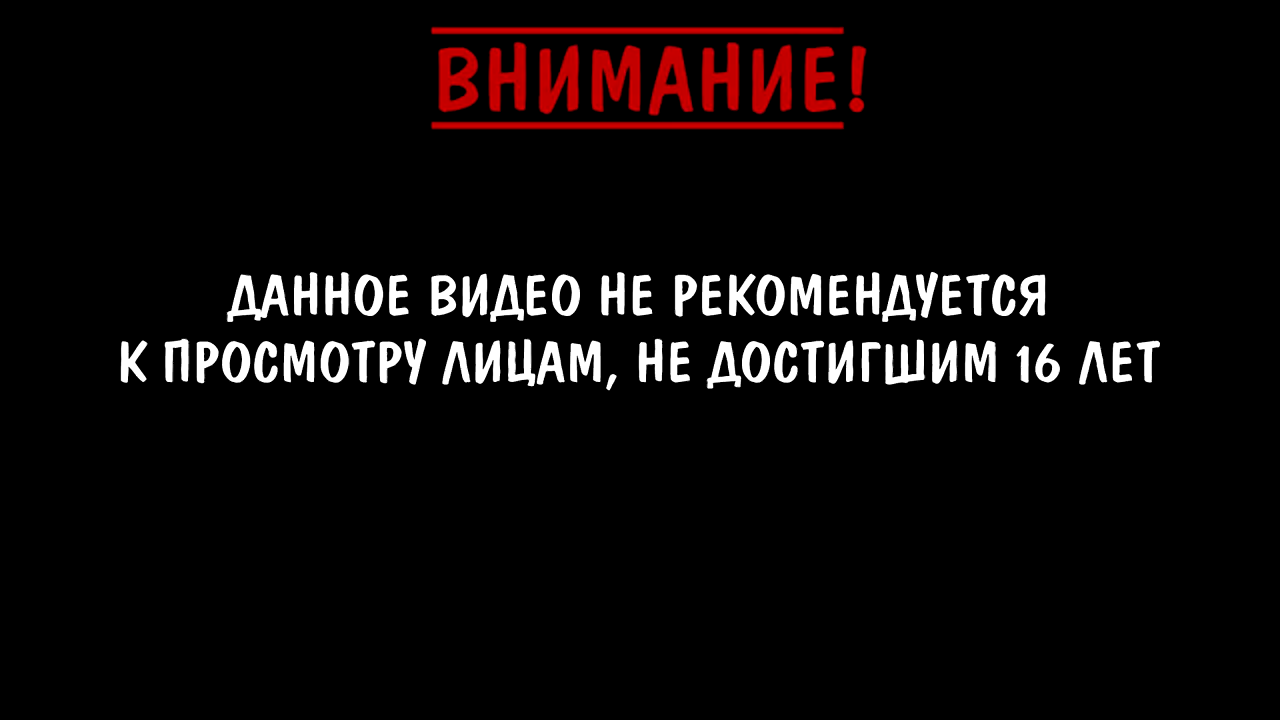 ВНИМАНИЕ!
ДАННОЕ ВИДЕО НЕ РЕКОМЕНДУЕТСЯ
К ПРОСМОТРУ ЛИЦАМ, НЕ ДОСТИГШИМ 16 ЛЕТ